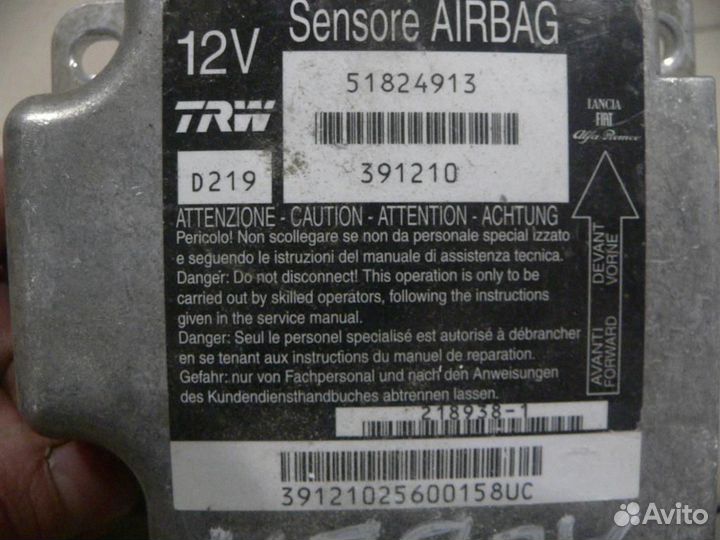 Sensore AIRBAG
12V
51824913
TRW
LANCIA
FIAT
Alfa Romeo
D219
391210
ATTENZIONE - CAUTION - ATTENTION - ACHTUNG
Pericolo! Non scollegare se non da personale special izzato
e seguendo le istruzioni del manuale di assistenza tecnica.
Danger: Do not disconnect! This operation is only to be
carried out by skilled operators, following the instructions
given in the service manual.
Danger: Seul le personel specialisé est autorisé à débrancher
en se tenant aux instructions du manuel de reparation.
Gefahr: nur von Fachpersonal und nach den Anweisungen
des Kundendiensthandbuches abtrennen lassen.
AVANTI DEVANT
FORWARD VORNE
218938-1
39121025600158UC
Avito